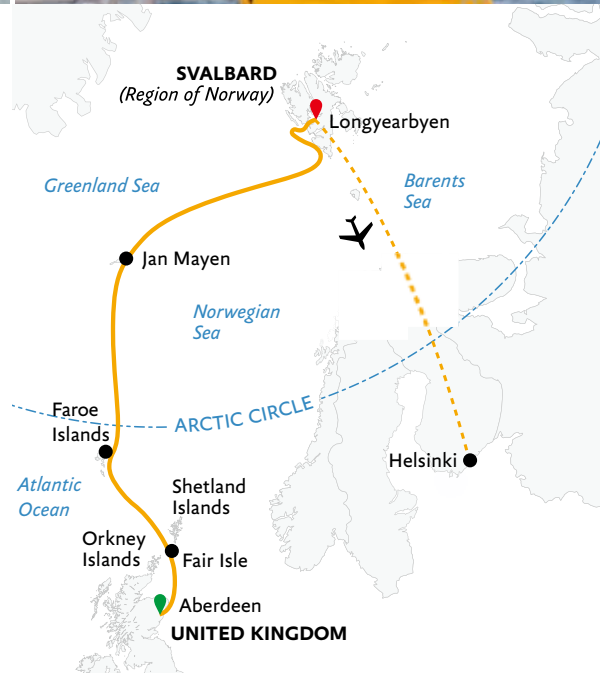 SVALBARD
(Region of Norway)
Longyearbyen
Greenland Sea
Barents
Sea
Jan Mayen
Norwegian
Sea
ARCTIC CIRCLE
Faroe
Islands
Helsinki
Atlantic
Ocean
Shetland
Islands
Orkney
Islands
Fair Isle
Aberdeen
UNITED KINGDOM